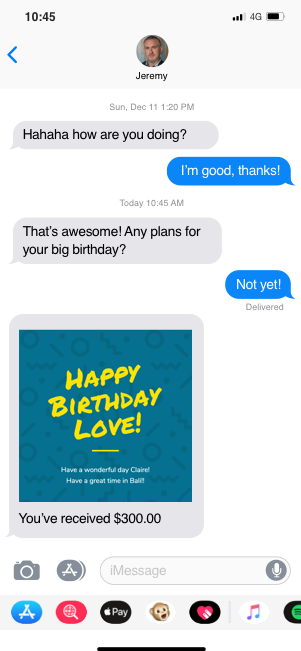 10:45
4G
Jeremy
Sun, Dec 11 1:20 PM
Hahaha how are you doing?
I'm good, thanks!
Today 10:45 AM
That's awesome! Any plans for
your big birthday?
Not yet!
Delivered
HAPPY
BIRTHDAY
LOVE!
Have a wonderful day Claire!
Have a great time in Bali!!
You've received $300.00
iMessage
Pay